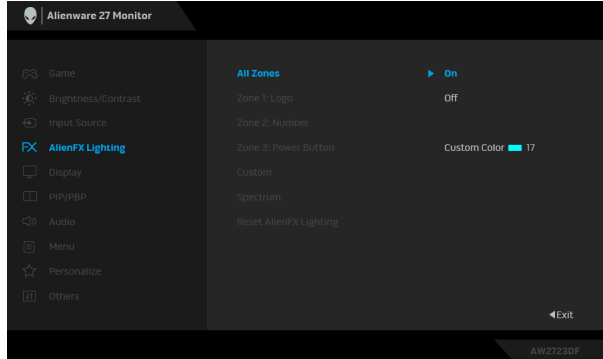 Alienware 27 Monitor
Game
Brightness/Contrast
Input Source
FX AlienFX Lighting
Display
PIP/PBP
Audio
Menu
Personalize
Others
All Zones On
Zone 1: Logo Off
Zone 2: Number
Zone 3: Power Button Custom Color 17
Custom
Spectrum
Reset AlienFX Lighting
Exit
AW2723DF